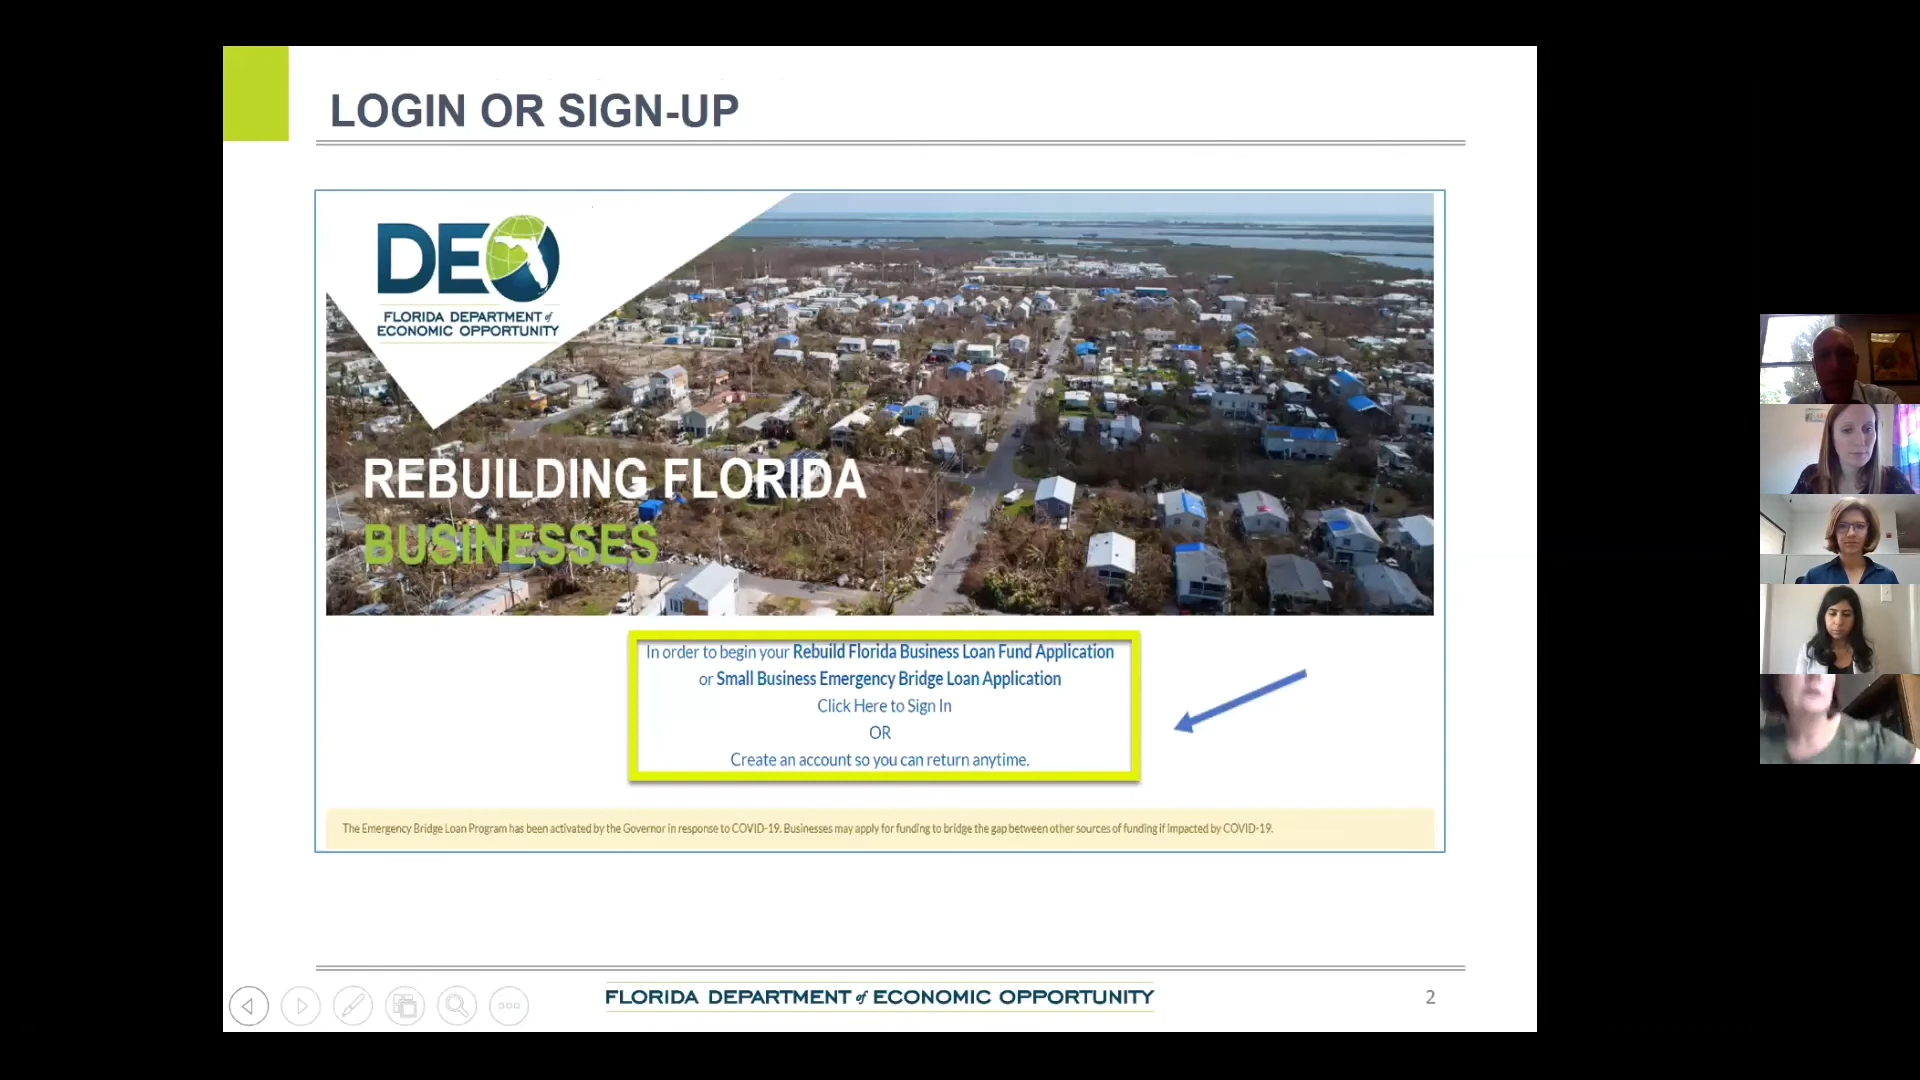 LOGIN OR SIGN-UP
DEO
FLORIDA DEPARTMENT of
ECONOMIC OPPORTUNITY
REBUILDING FLORIDA
BUSINESSES
In order to begin your Rebuild Florida Business Loan Fund Application
or Small Business Emergency Bridge Loan Application
Click Here to Sign In
OR
Create an account so you can return anytime.
The Emergency Bridge Loan Program has been activated by the Governor in response to COVID-19. Businesses may apply for funding to bridge the gap between other sources of funding if impacted by COVID-19.
FLORIDA DEPARTMENT of ECONOMIC OPPORTUNITY
2